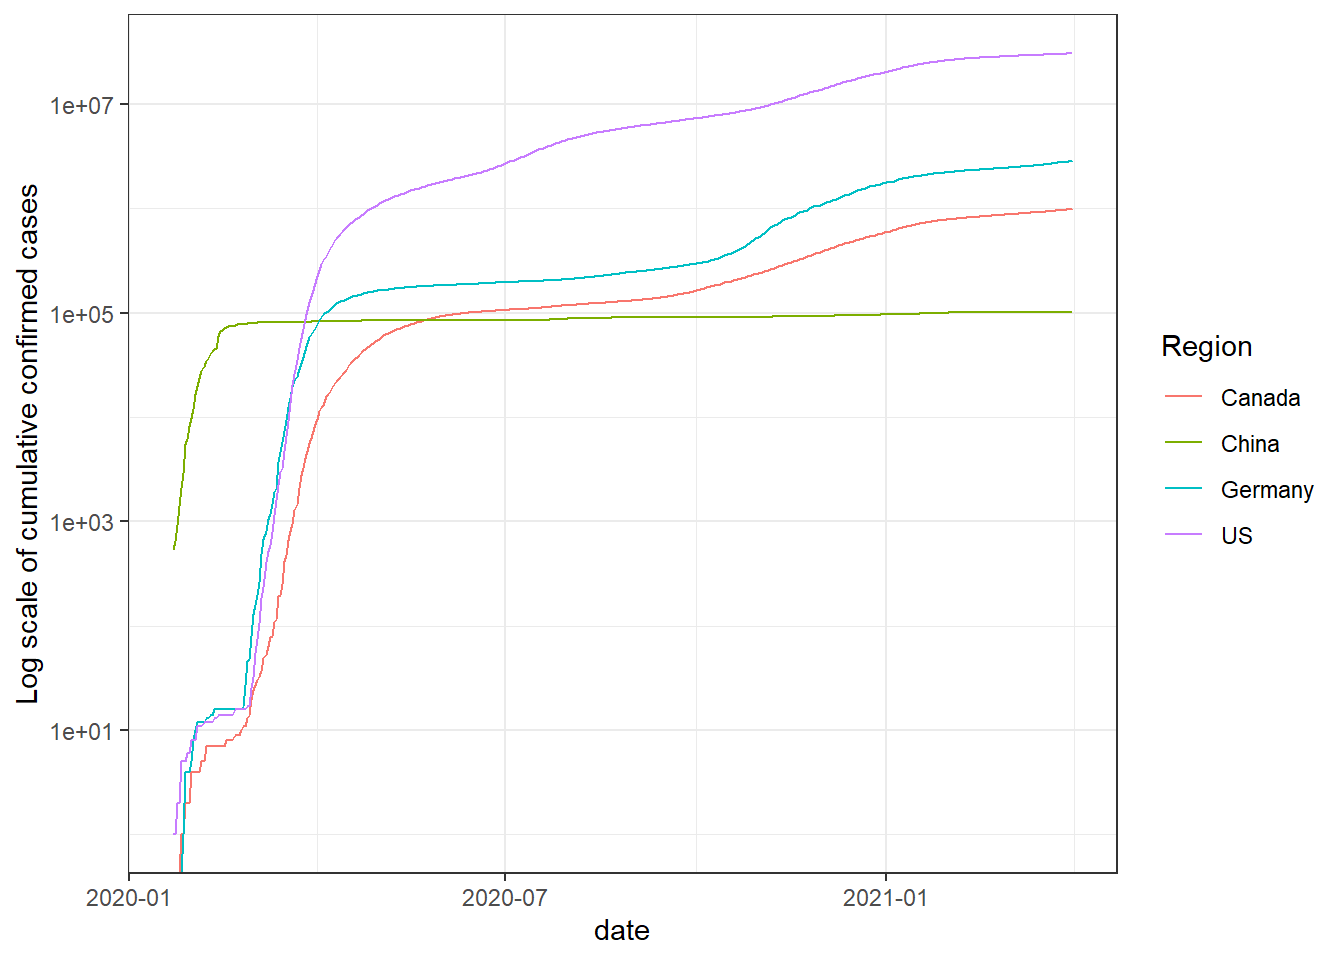 Log scale of cumulative confirmed cases
1e+07
1e+05
1e+03
1e+01
2020-01
2020-07
2021-01
date
Region
Canada
China
Germany
US